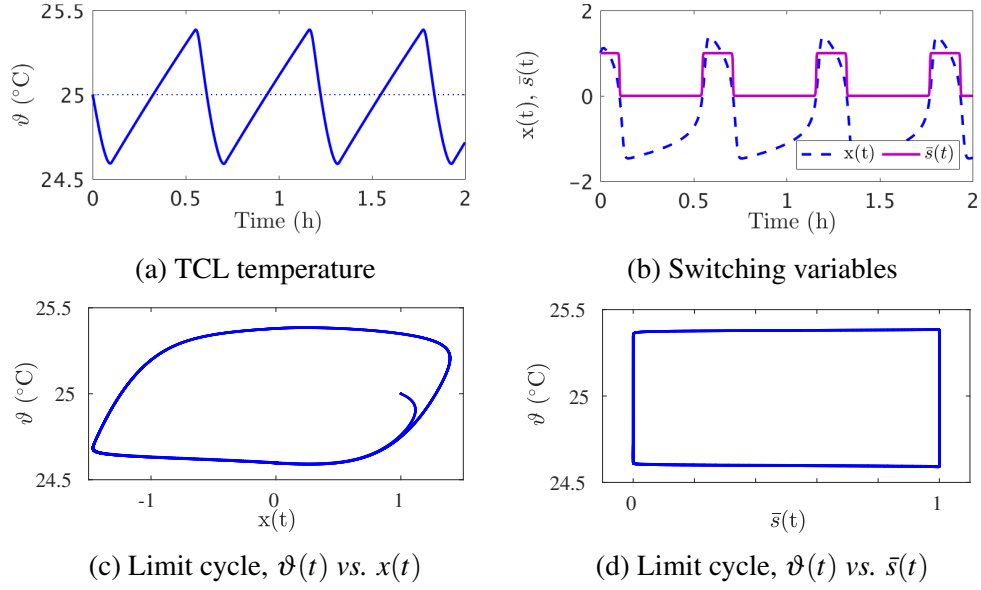 25.5
25
24.5
ϑ (°C)
0 0.5 1 1.5 2
Time (h)
(a) TCL temperature
2
0
-2
x(t), s̄(t)
x(t) s̄(t)
0 0.5 1 1.5 2
Time (h)
(b) Switching variables
25.5
25
24.5
ϑ (°C)
-1 0 1
x(t)
(c) Limit cycle, ϑ(t) vs. x(t)
25.5
25
24.5
ϑ (°C)
0 1
s̄(t)
(d) Limit cycle, ϑ(t) vs. s̄(t)